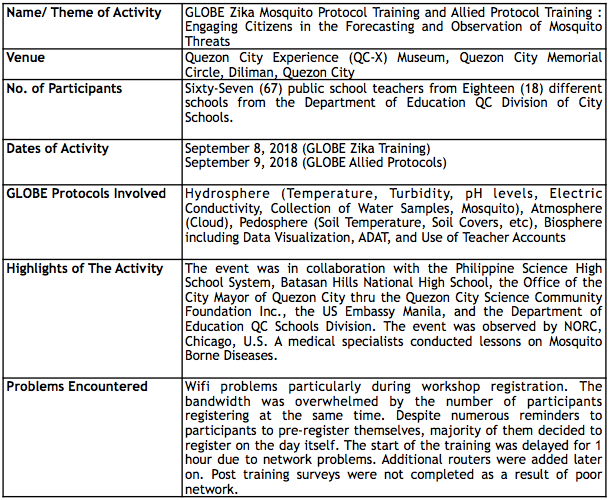 Name/ Theme of Activity
GLOBE Zika Mosquito Protocol Training and Allied Protocol Training :
Engaging Citizens in the Forecasting and Observation of Mosquito
Threats
Venue
Quezon City Experience (QC-X) Museum, Quezon City Memorial
Circle, Diliman, Quezon City
No. of Participants
Sixty-Seven (67) public school teachers from Eighteen (18) different
schools from the Department of Education QC Division of City
Schools.
Dates of Activity
September 8, 2018 (GLOBE Zika Training)
September 9, 2018 (GLOBE Allied Protocols)
GLOBE Protocols Involved
Hydrosphere (Temperature, Turbidity, pH levels, Electric
Conductivity, Collection of Water Samples, Mosquito), Atmosphere
(Cloud), Pedosphere (Soil Temperature, Soil Covers, etc), Biosphere
including Data Visualization, ADAT, and Use of Teacher Accounts
Highlights of The Activity
The event was in collaboration with the Philippine Science High
School System, Batasan Hills National High School, the Office of the
City Mayor of Quezon City thru the Quezon City Science Community
Foundation Inc., the US Embassy Manila, and the Department of
Education QC Schools Division. The event was observed by NORC,
Chicago, U.S. A medical specialists conducted lessons on Mosquito
Borne Diseases.
Problems Encountered
Wifi problems particularly during workshop registration. The
bandwidth was overwhelmed by the number of participants
registering at the same time. Despite numerous reminders to
participants to pre-register themselves, majority of them decided to
register on the day itself. The start of the training was delayed for 1
hour due to network problems. Additional routers were added later
on. Post training surveys were not completed as a result of poor
network.